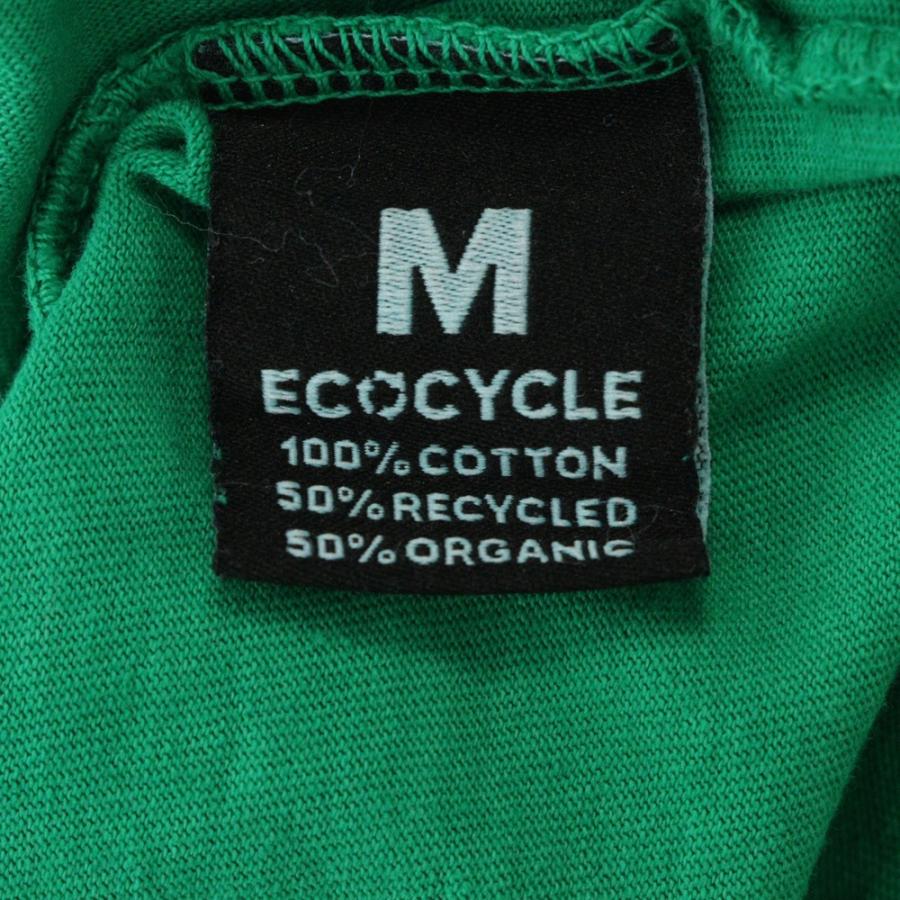 M
ECOCYCLE
100% COTTON
50% RECYCLED
50% ORGANIC